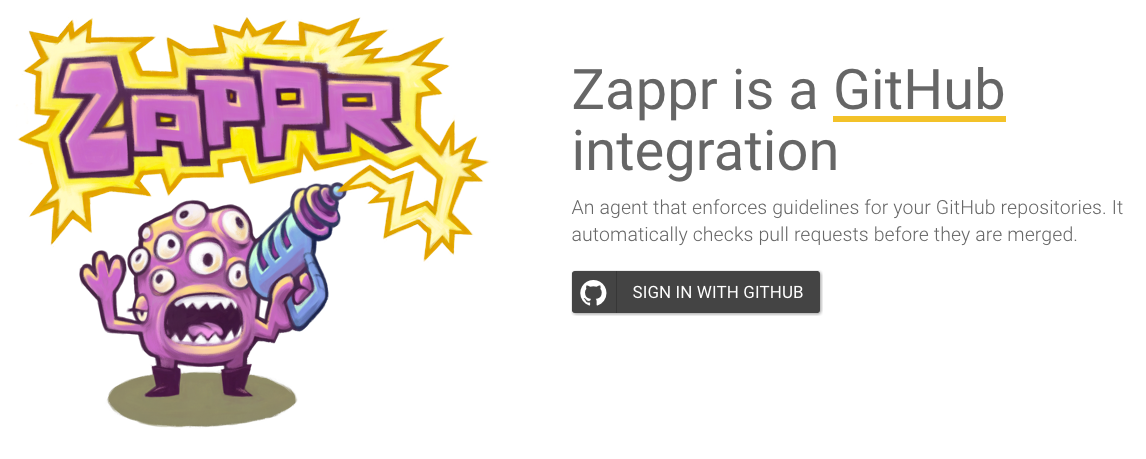 ZAPPR
Zappr is a GitHub
integration
An agent that enforces guidelines for your GitHub repositories. It
automatically checks pull requests before they are merged.
SIGN IN WITH GITHUB